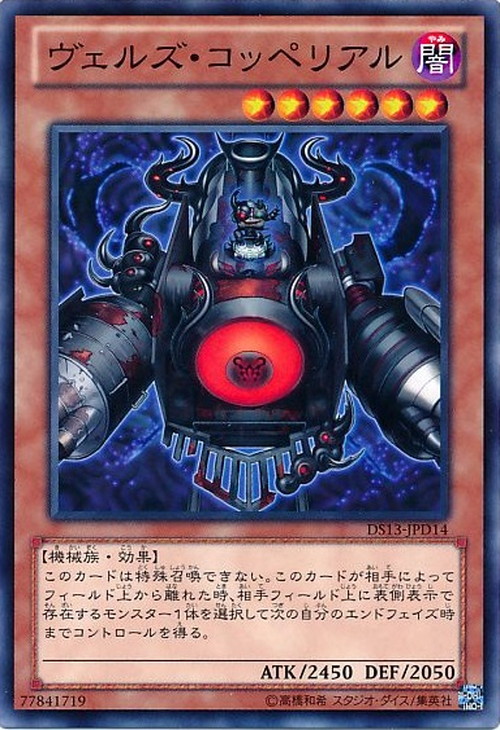 ヴェルズ・コッペリアル
闇
DS13-JPD14
【機械族・効果】
このカードは特殊召喚できない。このカードが相手によって
フィールド上から離れた時、相手フィールド上に表側表示で
存在するモンスター1体を選択して次の自分のエンドフェイズ時
までコントロールを得る。
ATK/2450 DEF/2050
77841719
©高橋和希 スタジオ・ダイス/集英社